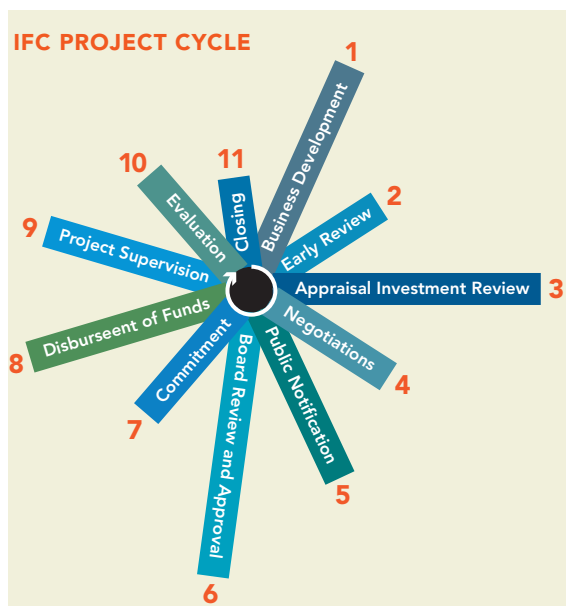 IFC PROJECT CYCLE
1
Business Development
2
Early Review
3
Appraisal Investment Review
4
Negotiations
5
Public Notification
6
Board Review and Approval
7
Commitment
8
Disburseent of Funds
9
Project Supervision
10
Evaluation
11
Closing